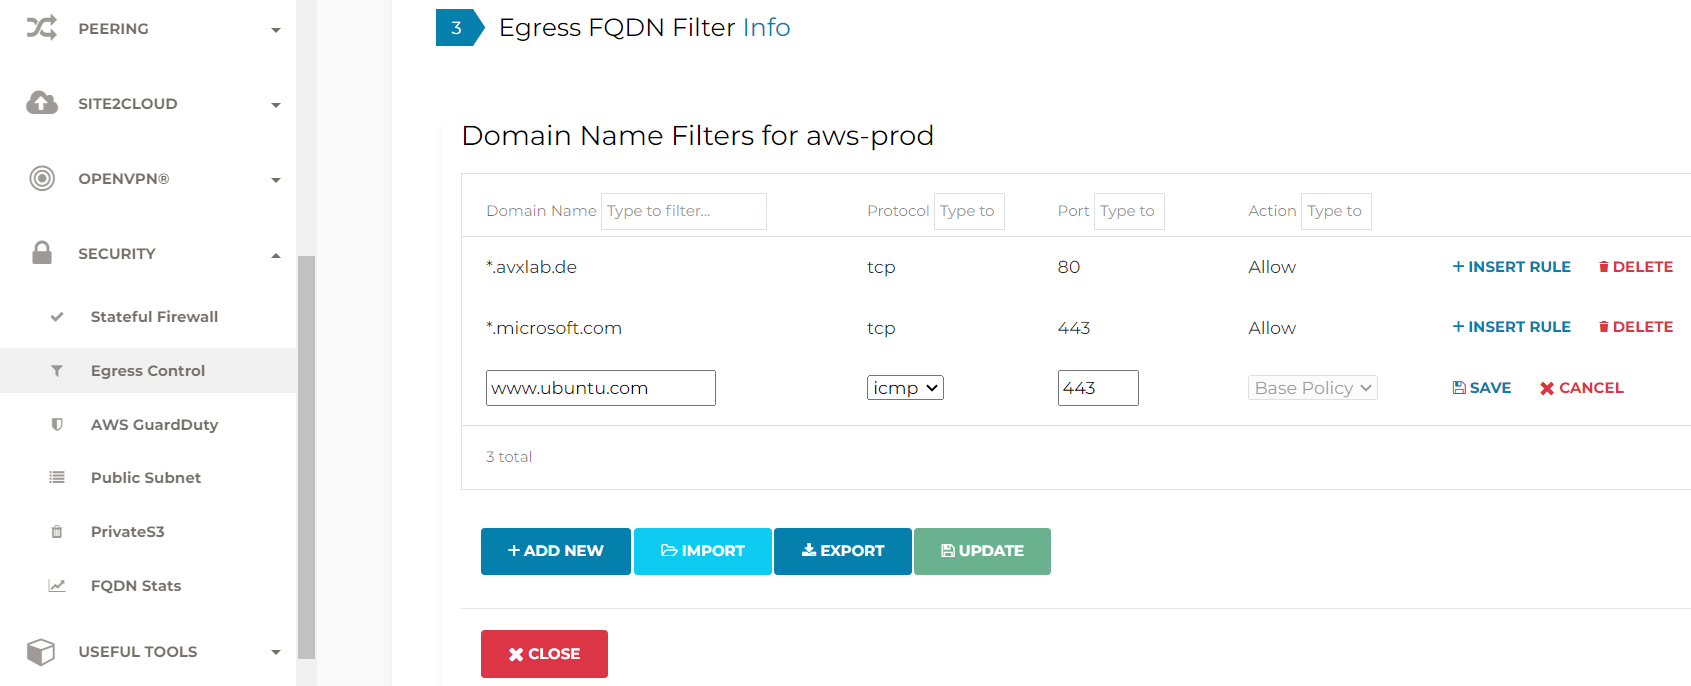 PEERING
SITE2CLOUD
OPENVPN®
SECURITY
Stateful Firewall
Egress Control
AWS GuardDuty
Public Subnet
PrivateS3
FQDN Stats
USEFUL TOOLS
3 Egress FQDN Filter Info
Domain Name Filters for aws-prod
Domain Name Type to filter... Protocol Type to Port Type to Action Type to
*.avxlab.de tcp 80 Allow + INSERT RULE DELETE
*.microsoft.com tcp 443 Allow + INSERT RULE DELETE
www.ubuntu.com icmp 443 Base Policy SAVE CANCEL
3 total
+ ADD NEW IMPORT EXPORT UPDATE
CLOSE